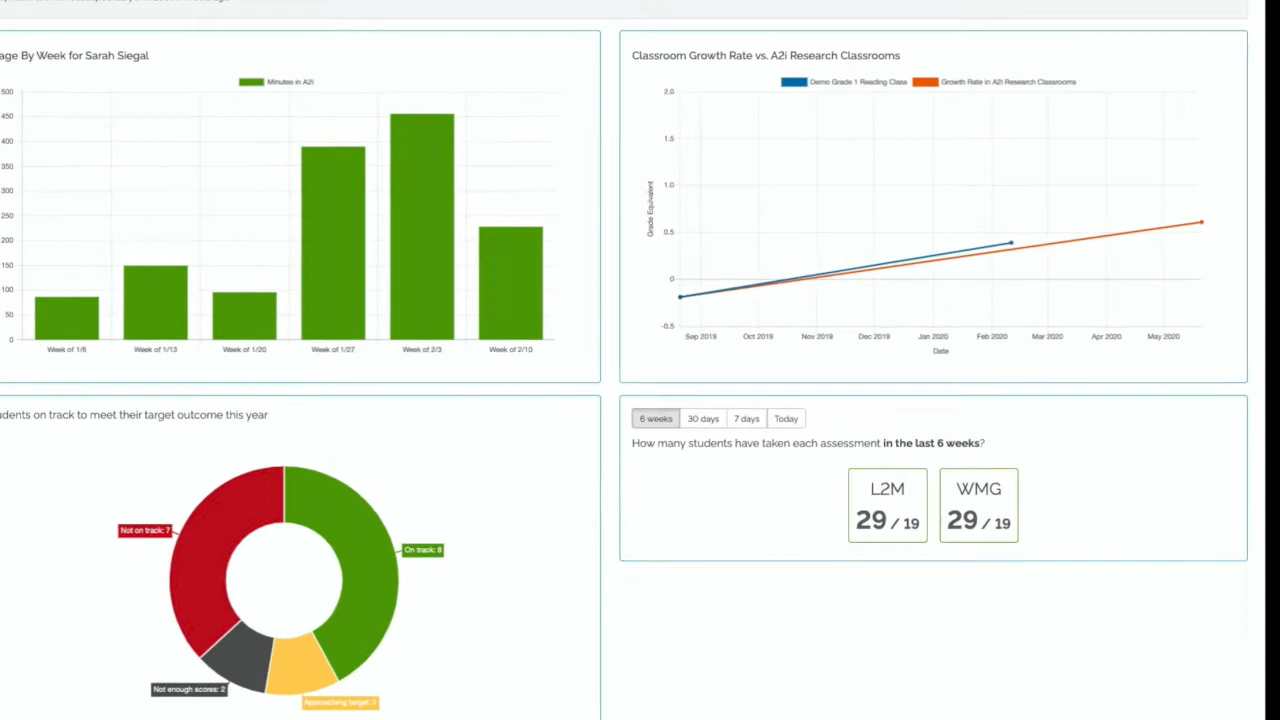 age By Week for Sarah Siegal
Minutes in A2i
500
450
400
350
300
250
200
150
100
50
0
Week of 1/6
Week of 1/13
Week of 1/20
Week of 1/27
Week of 2/3
Week of 2/10
Classroom Growth Rate vs. A2i Research Classrooms
Demo Grade 1 Reading Class
Growth Rate in A2i Research Classrooms
Grade Equivalent
2.0
1.5
1.0
0.5
0
-0.5
Sep 2019
Oct 2019
Nov 2019
Dec 2019
Jan 2020
Feb 2020
Mar 2020
Apr 2020
May 2020
Date
udents on track to meet their target outcome this year
Not on track: 7
On track: 8
Not enough scores: 2
Approaching target:
6 weeks
30 days
7 days
Today
How many students have taken each assessment in the last 6 weeks?
L2M
29 / 19
WMG
29 / 19